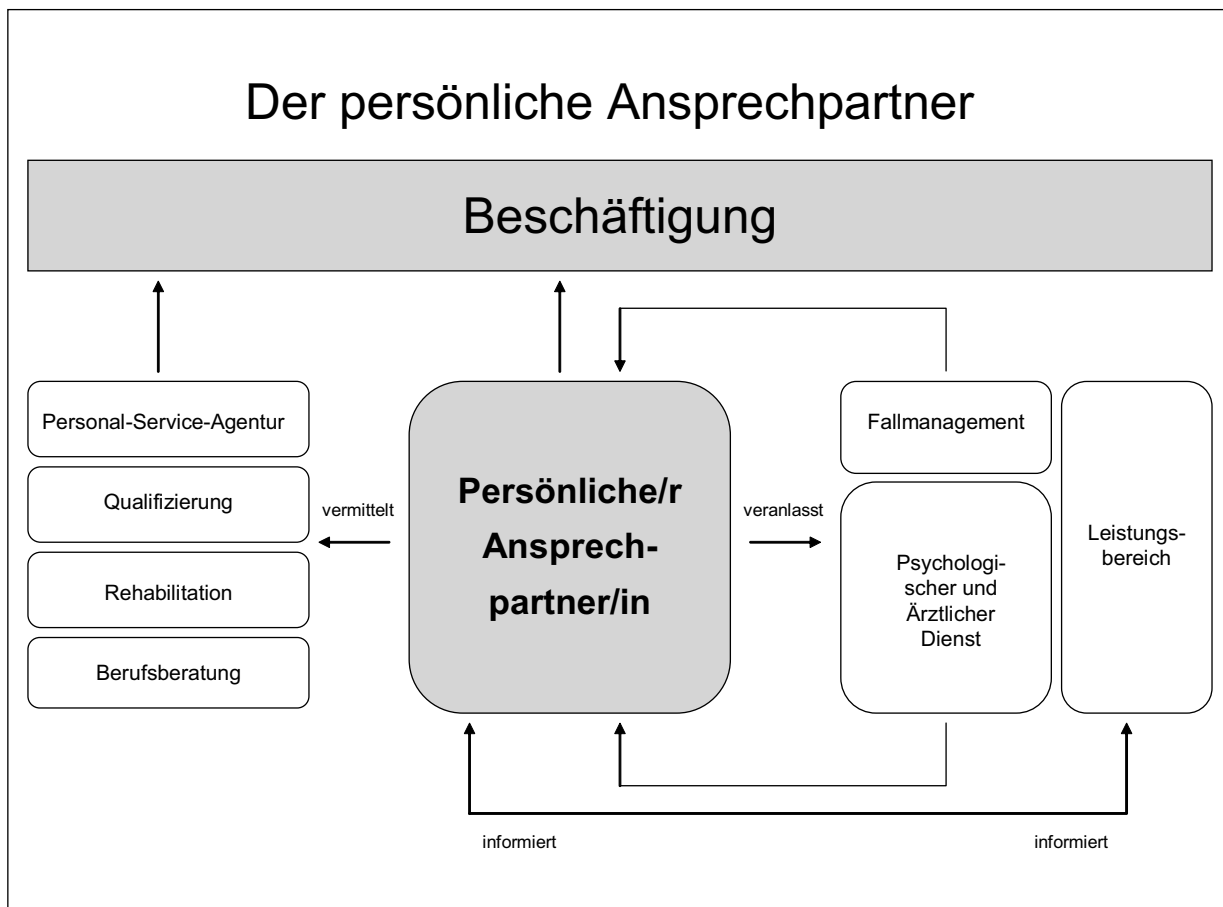 Der persönliche Ansprechpartner
Beschäftigung
Personal-Service-Agentur
Qualifizierung
Rehabilitation
Berufsberatung
vermittelt
Persönliche/r
Ansprech-
partner/in
veranlasst
Fallmanagement
Psychologi-
scher und
Ärztlicher
Dienst
Leistungs-
bereich
informiert
informiert